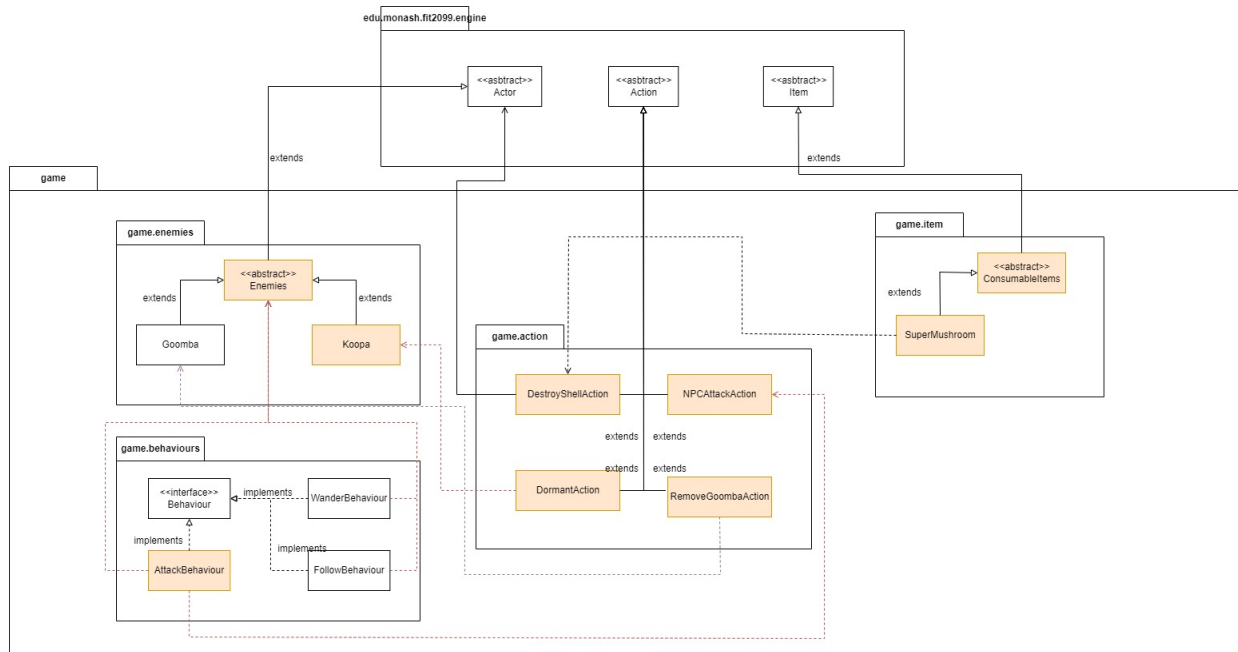 edu.monash.fit2099.engine
<<asbtract>>
Actor
<<asbtract>>
Action
<<asbtract>>
Item
extends
extends
game
game.enemies
<<abstract>>
Enemies
extends
extends
Goomba
Koopa
game.item
<<abstract>>
ConsumableItems
extends
SuperMushroom
game.action
DestroyShellAction
NPCAttackAction
extends
extends
extends
extends
DormantAction
RemoveGoombaAction
game.behaviours
<<interface>>
Behaviour
implements
WanderBehaviour
implements
implements
AttackBehaviour
FollowBehaviour